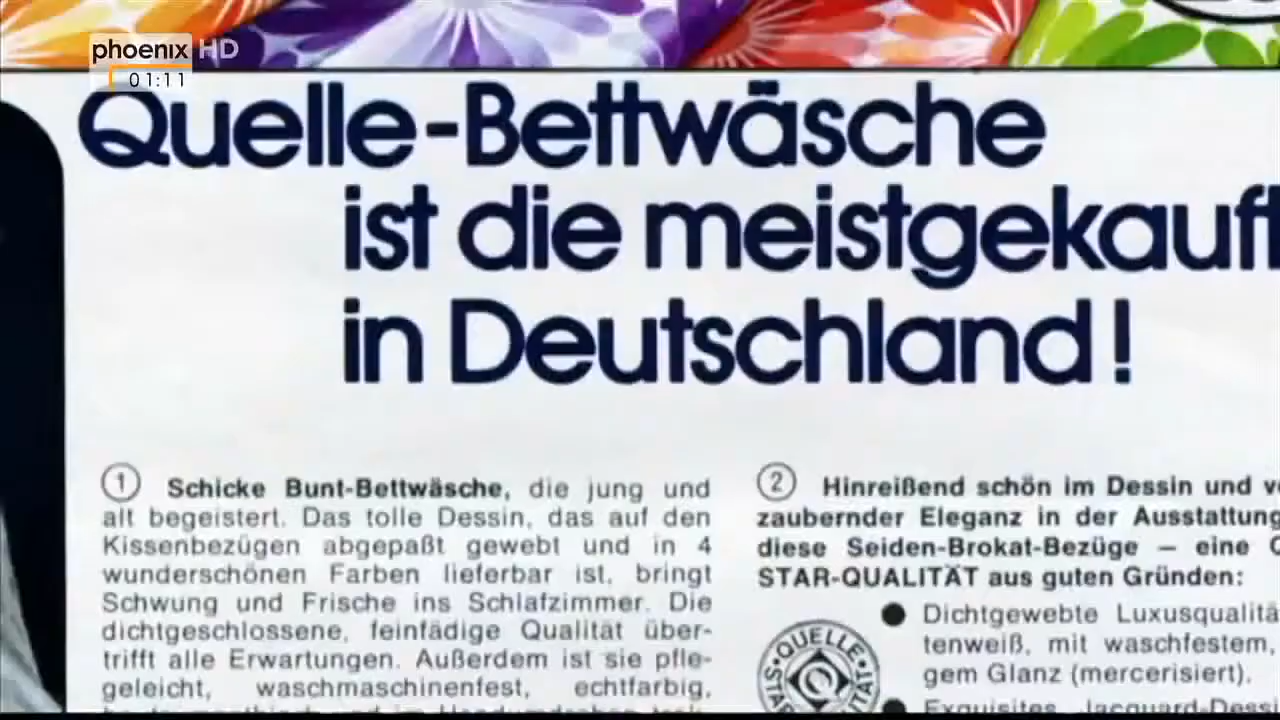 phoenix HD
01:11
Quelle-Bettwäsche
ist die
in Deutschland!
1 Schicke Bunt-Bettwäsche, die jung und
alt begeistert. Das tolle Dessin, das auf den
Kissenbezügen abgepaßt gewebt und in 4
wunderschönen Farben lieferbar ist, bringt
Schwung und Frische ins Schlafzimmer. Die
dichtgeschlossene, feinfädige Qualität über-
trifft alle Erwartungen. Außerdem ist sie pfle-
geleicht, waschmaschinenfest, echtfarbig,
2 Hinreißend schön im Dessin und
zaubernder Eleganz in der Ausstattung
diese Seiden-Brokat-Bezüge – eine
STAR-QUALITÄT aus guten Gründen:
● Dichtgewebte
tenweiß, mit waschfestem,
gem Glanz (mercerisiert).
QUELLE